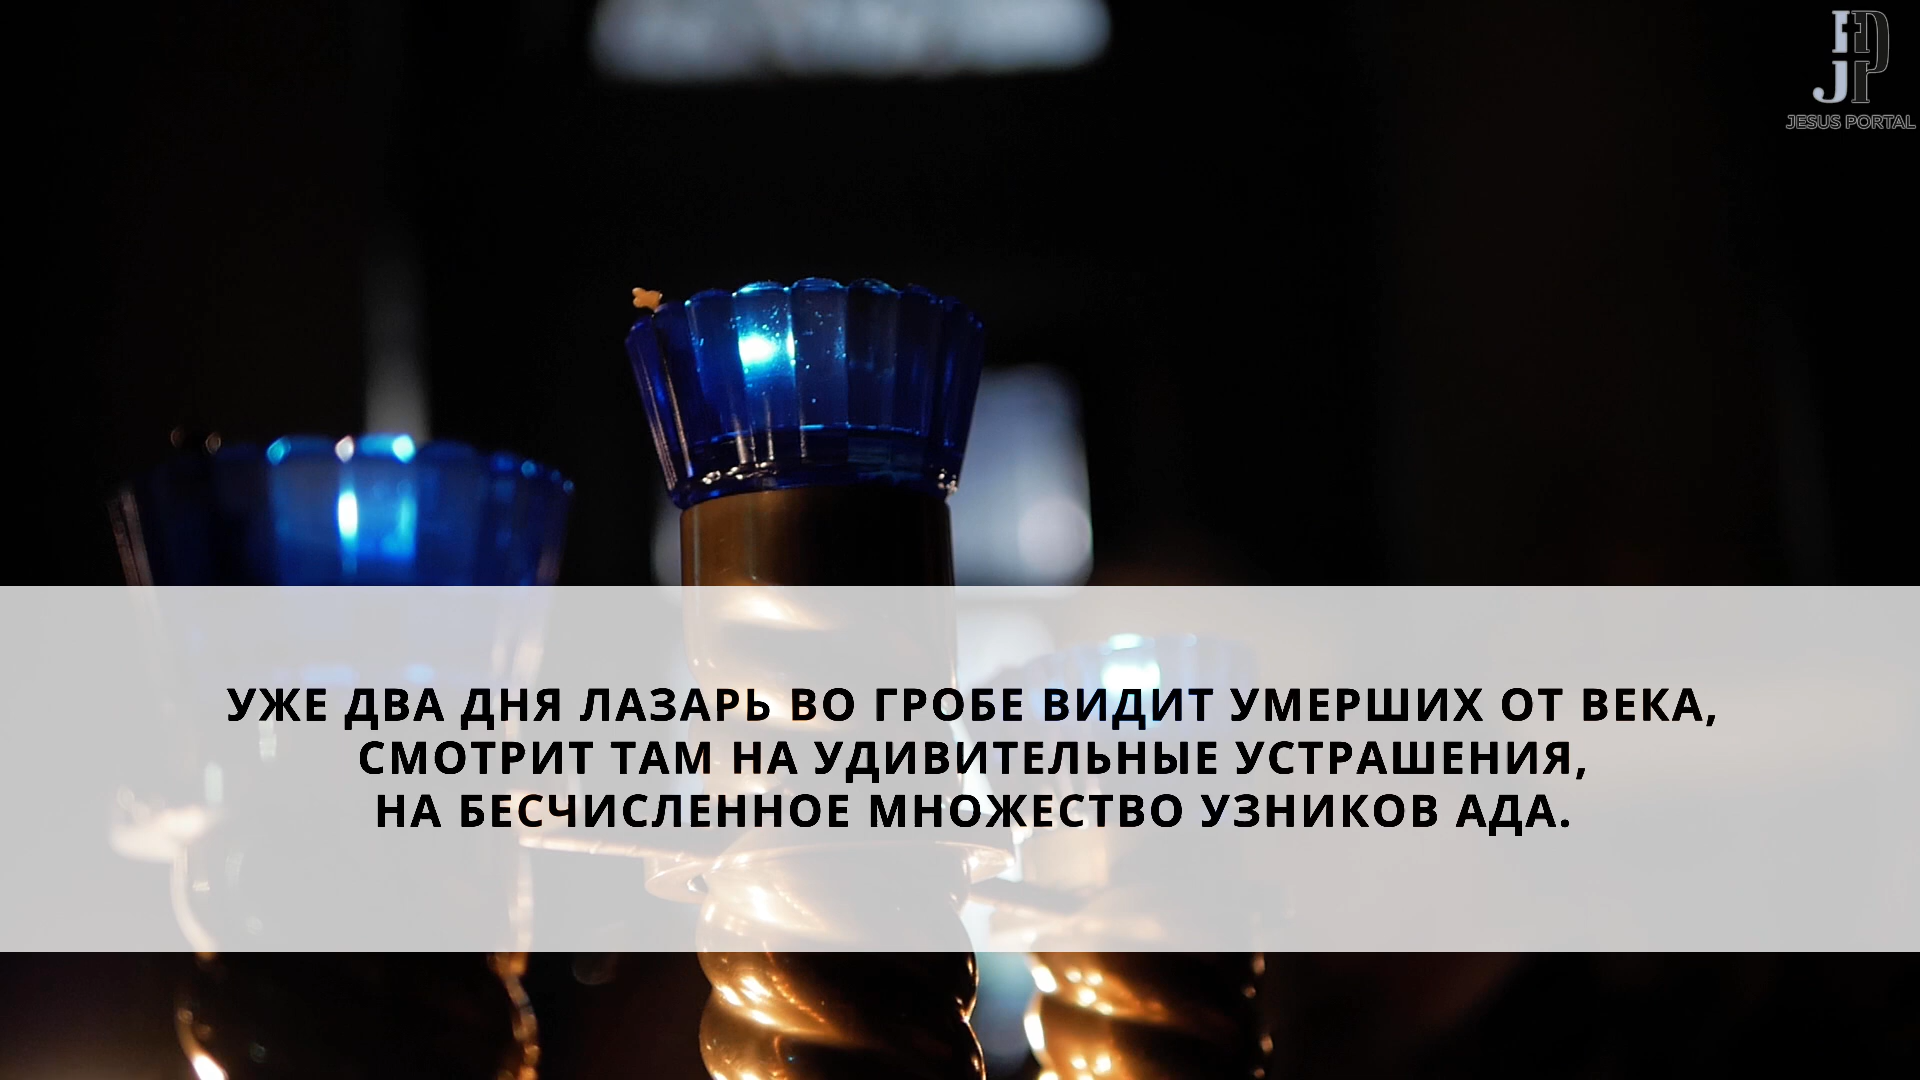 JP
JESUS PORTAL
УЖЕ ДВА ДНЯ ЛАЗАРЬ ВО ГРОБЕ ВИДИТ УМЕРШИХ ОТ ВЕКА,
СМОТРИТ ТАМ НА УДИВИТЕЛЬНЫЕ УСТРАШЕНИЯ,
НА БЕСЧИСЛЕННОЕ МНОЖЕСТВО УЗНИКОВ АДА.